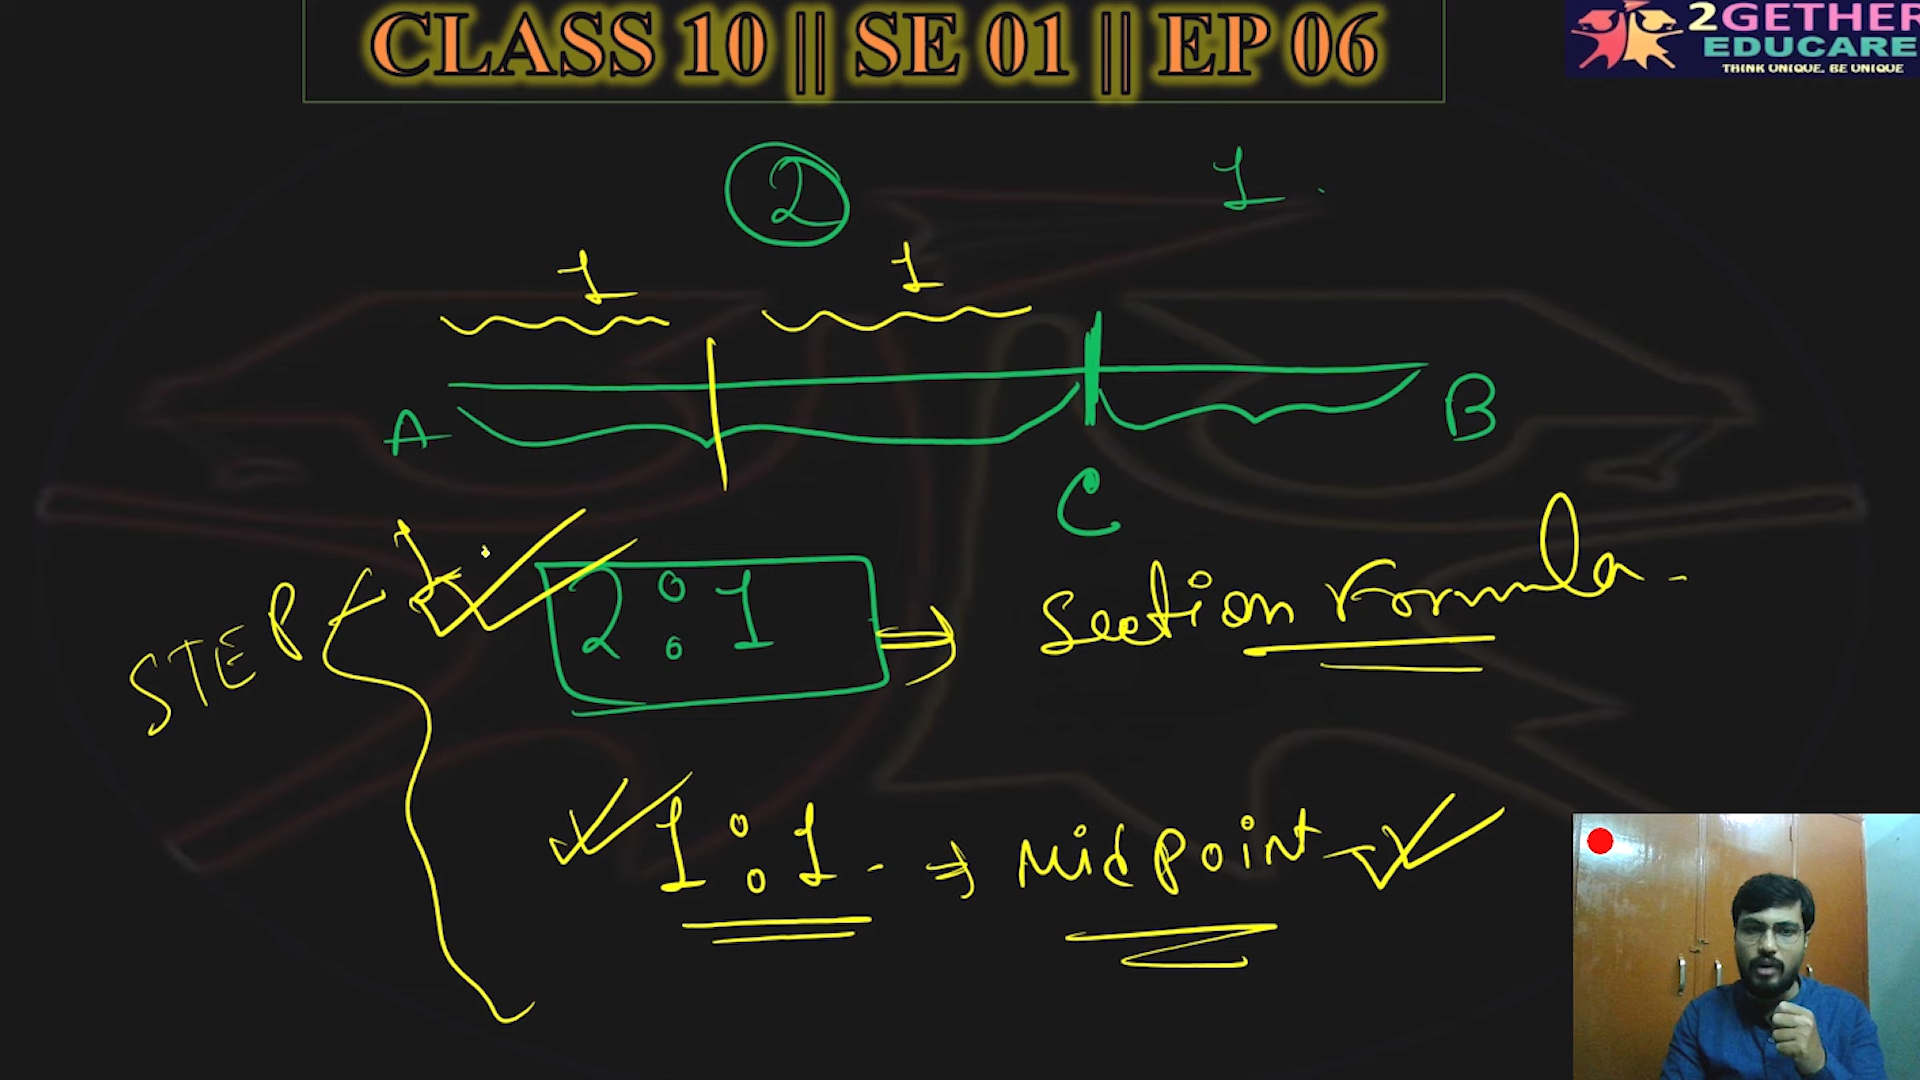 CLASS 10 || SE 01 || EP 06
2GETHER
EDUCARE
THINK UNIQUE. BE UNIQUE
2 1
1 1
A B
C
STEP 1. 2:1 ⇒ Section Formula.
1:1. ⇒ Midpoint